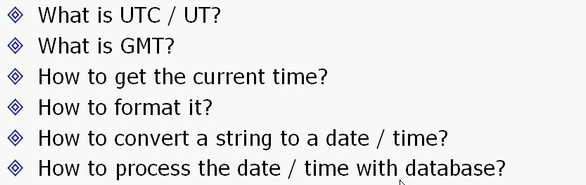 What is UTC / UT?
What is GMT?
How to get the current time?
How to format it?
How to convert a string to a date / time?
How to process the date / time with database?